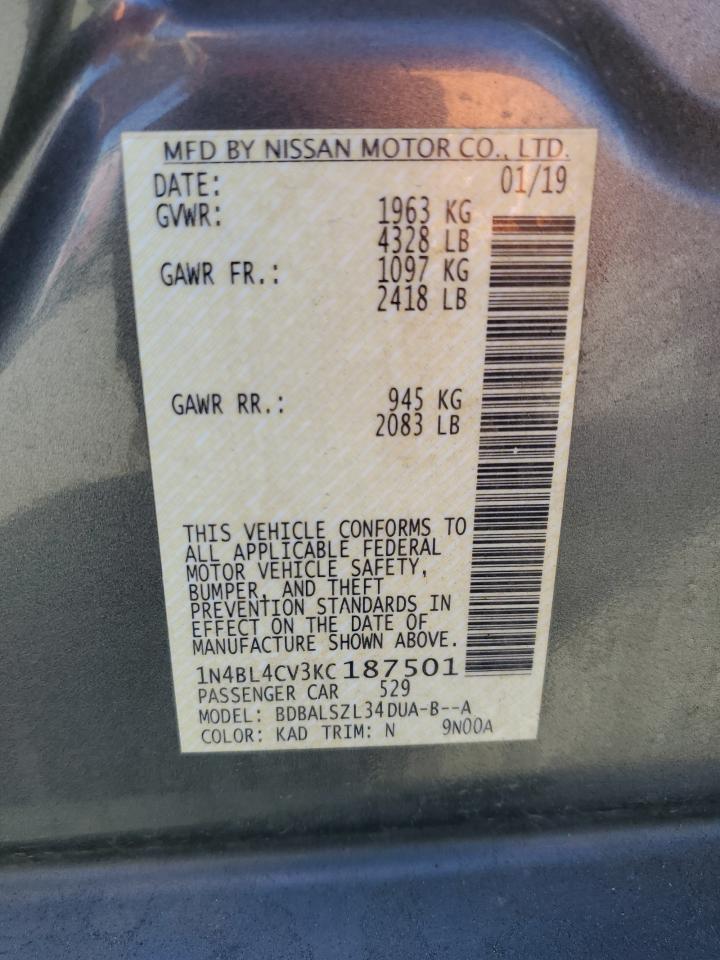 MFD BY NISSAN MOTOR CO., LTD.
DATE: 01/19
GVWR: 1963 KG
4328 LB
GAWR FR.: 1097 KG
2418 LB
GAWR RR.: 945 KG
2083 LB
THIS VEHICLE CONFORMS TO
ALL APPLICABLE FEDERAL
MOTOR VEHICLE SAFETY,
BUMPER, AND THEFT
PREVENTION STANDARDS IN
EFFECT ON THE DATE OF
MANUFACTURE SHOWN ABOVE.
1N4BL4CV3KC187501
PASSENGER CAR 529
MODEL: BDBALSZL34DUA-B--A
COLOR: KAD TRIM: N 9N00A